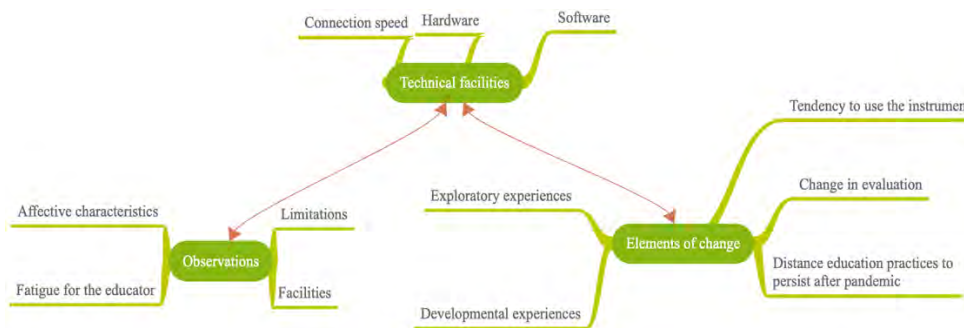 Connection speed
Hardware
Software
Technical facilities
Tendency to use the instrumen
Exploratory experiences
Change in evaluation
Affective characteristics
Limitations
Elements of change
Observations
Distance education practices to
persist after pandemic
Fatigue for the educator
Facilities
Developmental experiences